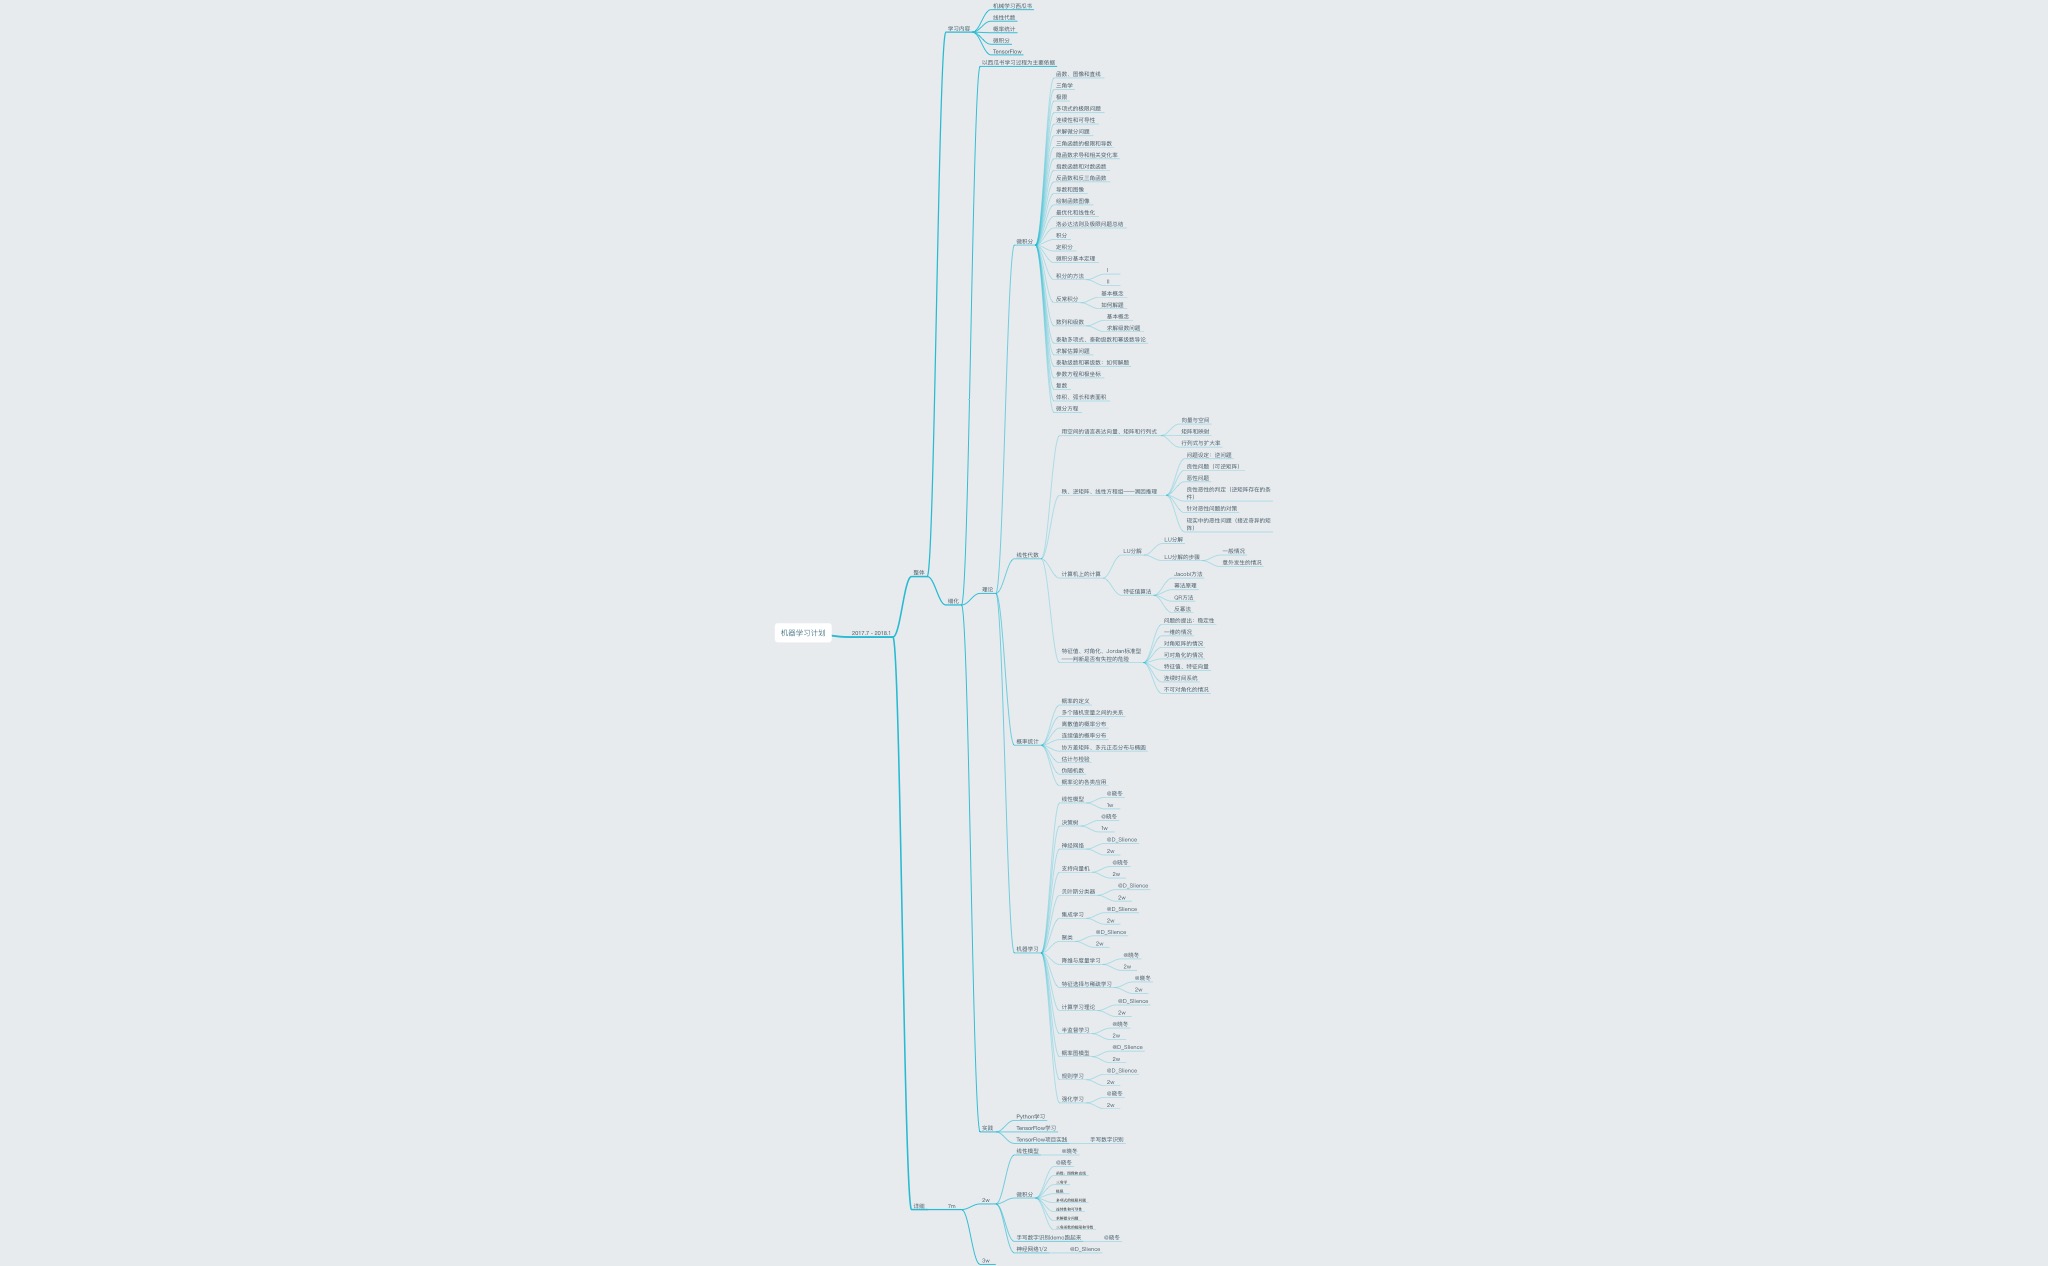 机器学习计划
2017.7 - 2018.1
整体
学习内容
机械学习西瓜书
线性代数
概率统计
微积分
TensorFlow
细化
以西瓜书学习过程为主要依据
理论
微积分
函数、图像和直线
三角学
极限
多项式的极限问题
连续性和可导性
求解微分问题
三角函数的极限和导数
隐函数求导和相关变化率
指数函数和对数函数
反函数和反三角函数
导数和图像
绘制函数图像
最优化和线性化
洛必达法则及极限问题总结
积分
定积分
微积分基本定理
积分的方法
I
II
反常积分
基本概念
如何解题
数列和级数
基本概念
求解级数问题
泰勒多项式、泰勒级数和幂级数导论
求解估算问题
泰勒级数和幂级数：如何解题
参数方程和极坐标
复数
体积、弧长和表面积
微分方程
线性代数
用空间的语言表达向量、矩阵和行列式
向量与空间
矩阵和映射
行列式与扩大率
秩、逆矩阵、线性方程组——溯因推理
问题设定：逆问题
良性问题（可逆矩阵）
恶性问题
良性恶性的判定（逆矩阵存在的条
件）
针对恶性问题的对策
现实中的恶性问题（接近奇异的矩
阵）
计算机上的计算
LU分解
LU分解
LU分解的步骤
一般情况
意外发生的情况
特征值算法
Jacobi方法
幂法原理
QR方法
反幂法
特征值、对角化、Jordan标准型
——判断是否有失控的危险
问题的提出：稳定性
一维的情况
对角矩阵的情况
可对角化的情况
特征值、特征向量
连续时间系统
不可对角化的情况
概率统计
概率的定义
多个随机变量之间的关系
离散值的概率分布
连续值的概率分布
协方差矩阵、多元正态分布与椭圆
估计与检验
伪随机数
概率论的各类应用
机器学习
线性模型
@晓冬
1w
决策树
@晓冬
1w
神经网络
@D_Slience
2w
支持向量机
@晓冬
2w
贝叶斯分类器
@D_Slience
2w
集成学习
@D_Slience
2w
聚类
@D_Slience
2w
降维与度量学习
@晓冬
2w
特征选择与稀疏学习
@晓冬
2w
计算学习理论
@D_Slience
2w
半监督学习
@晓冬
2w
概率图模型
@D_Slience
2w
规则学习
@D_Slience
2w
强化学习
@晓冬
2w
实践
Python学习
TensorFlow学习
TensorFlow项目实践
手写数字识别
详细
7m
2w
线性模型
@晓冬
微积分
@晓冬
函数、图像和直线
三角学
极限
多项式的极限问题
连续性和可导性
求解微分问题
三角函数的极限和导数
手写数字识别demo跑起来
@晓冬
神经网络1/2
@D_Slience
3w